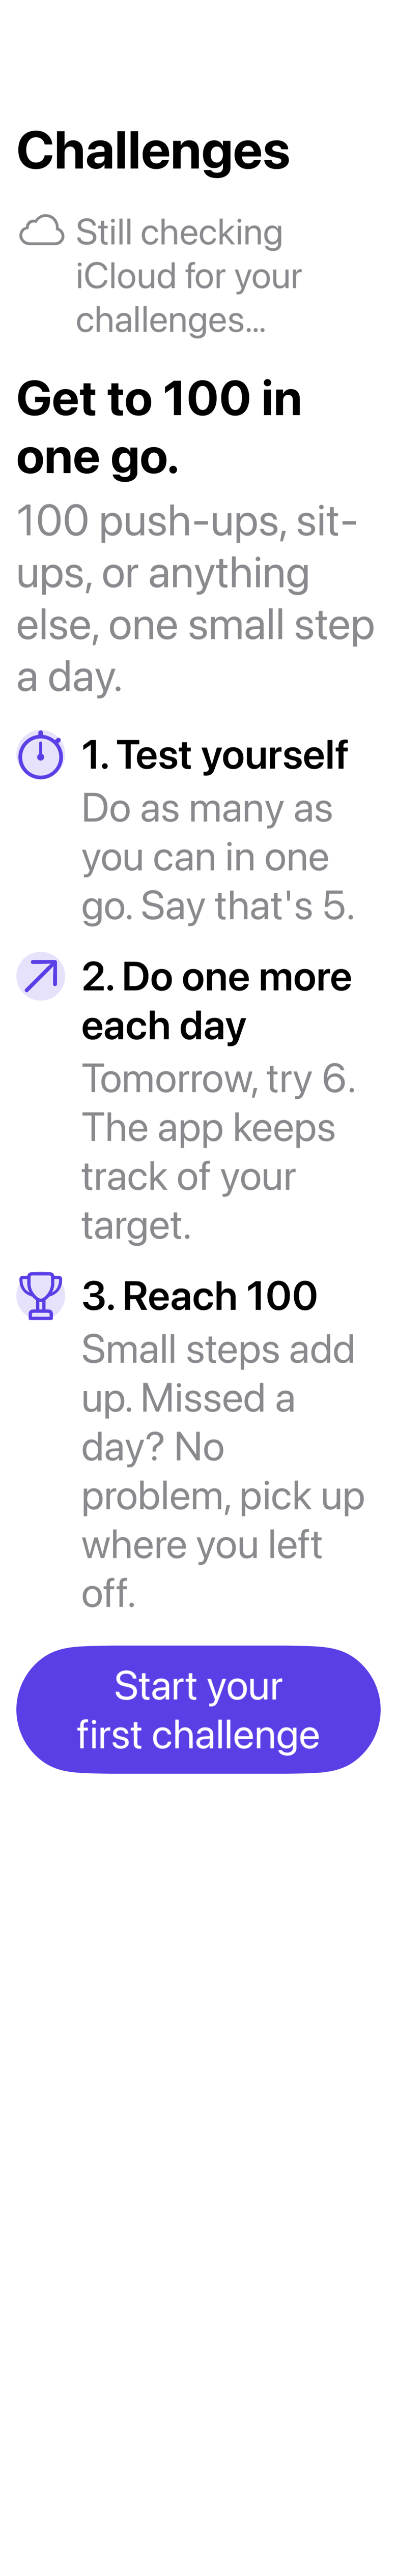 Challenges
Still checking
iCloud for your
challenges...
Get to 100 in
one go.
100 push-ups, sit-
ups, or anything
else, one small step
a day.
1. Test yourself
Do as many as
you can in one
go. Say that's 5.
2. Do one more
each day
Tomorrow, try 6.
The app keeps
track of your
target.
3. Reach 100
Small steps add
up. Missed a
day? No
problem, pick up
where you left
off.
Start your
first challenge